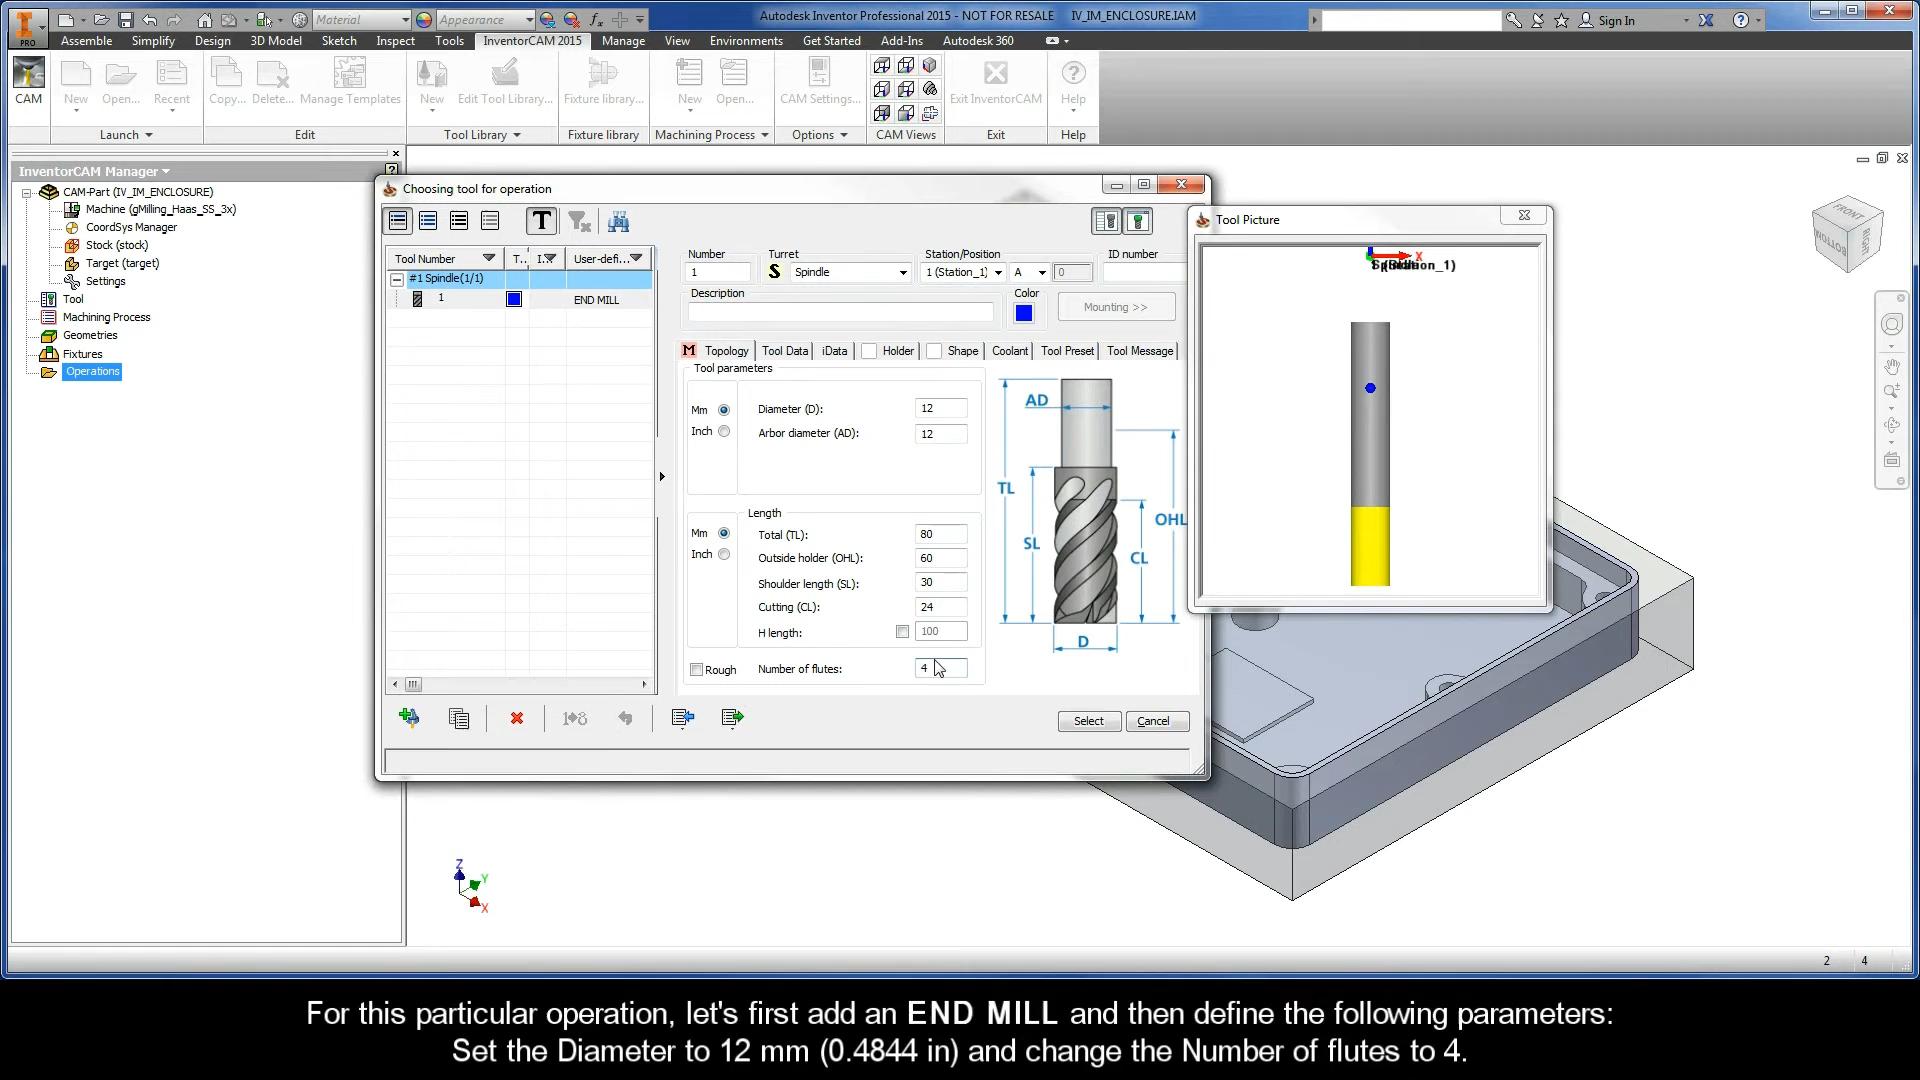 Material
Appearance
Autodesk Inventor Professional 2015 - NOT FOR RESALE IV_IM_ENCLOSURE.IAM
Sign In
PRO
Assemble Simplify Design 3D Model Sketch Inspect Tools InventorCAM 2015 Manage View Environments Get Started Add-Ins Autodesk 360
CAM New Open... Recent Copy... Delete... Manage Templates New Edit Tool Library... Fixture library... New Open... CAM Settings... Exit InventorCAM Help
Launch Edit Tool Library Fixture library Machining Process Options CAM Views Exit Help
InventorCAM Manager
CAM-Part (IV_IM_ENCLOSURE)
Machine (gMilling_Haas_SS_3x)
CoordSys Manager
Stock (stock)
Target (target)
Settings
Tool
Machining Process
Geometries
Fixtures
Operations
Choosing tool for operation
T
Tool Number T.. I... User-defi...
#1 Spindle(1/1)
1 END MILL
Number Turret Station/Position ID number
1 S Spindle 1 (Station_1) A 0
Description Color
Mounting >>
M Topology Tool Data iData Holder Shape Coolant Tool Preset Tool Message
Tool parameters
Mm Diameter (D): 12
Inch Arbor diameter (AD): 12
Length
Mm Total (TL): 80
Inch Outside holder (OHL): 60
Shoulder length (SL): 30
Cutting (CL): 24
H length: 100
Rough Number of flutes: 4
AD
TL
OHL
SL
CL
D
Select Cancel
Tool Picture
X
FRONT
RIGHT
BOTTOM
Z
Y
X
2 4
For this particular operation, let's first add an END MILL and then define the following parameters:
Set the Diameter to 12 mm (0.4844 in) and change the Number of flutes to 4.